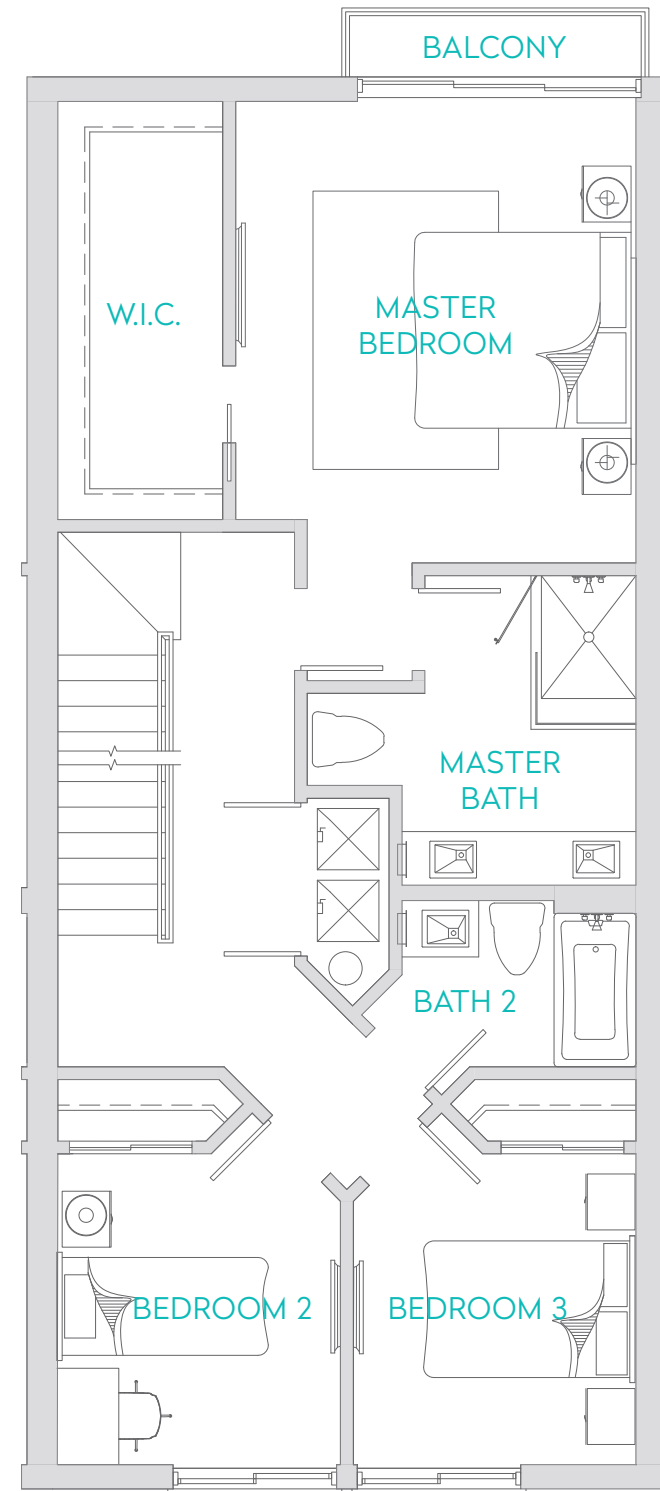 BALCONY
W.I.C.
MASTER
BEDROOM
MASTER
BATH
BATH 2
BEDROOM 2
BEDROOM 3